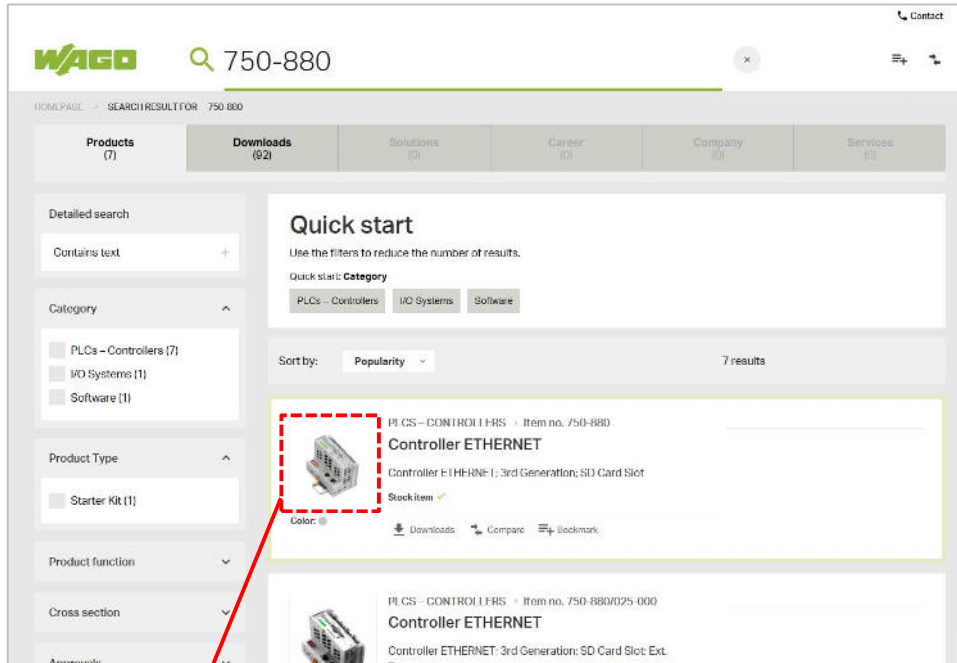 Contact
WAGO
750-880
HOMEPAGE > SEARCH RESULT FOR 750-880
Products
(7)
Downloads
(92)
Solutions
(0)
Career
(0)
Company
(0)
Services
(0)
Detailed search
Contains text
Category
PLCs – Controllers (7)
I/O Systems (1)
Software (1)
Product Type
Starter Kit (1)
Product function
Cross section
Approvals
Quick start
Use the filters to reduce the number of results.
Quick start: Category
PLCs – Controllers I/O Systems Software
Sort by: Popularity 7 results
PLCS – CONTROLLERS > Item no. 750-880
Controller ETHERNET
Controller ETHERNET; 3rd Generation; SD Card Slot
Stock item
Color:
Downloads Compare Bookmark
PLCS – CONTROLLERS > Item no. 750-880/025-000
Controller ETHERNET
Controller ETHERNET; 3rd Generation; SD Card Slot; Ext.